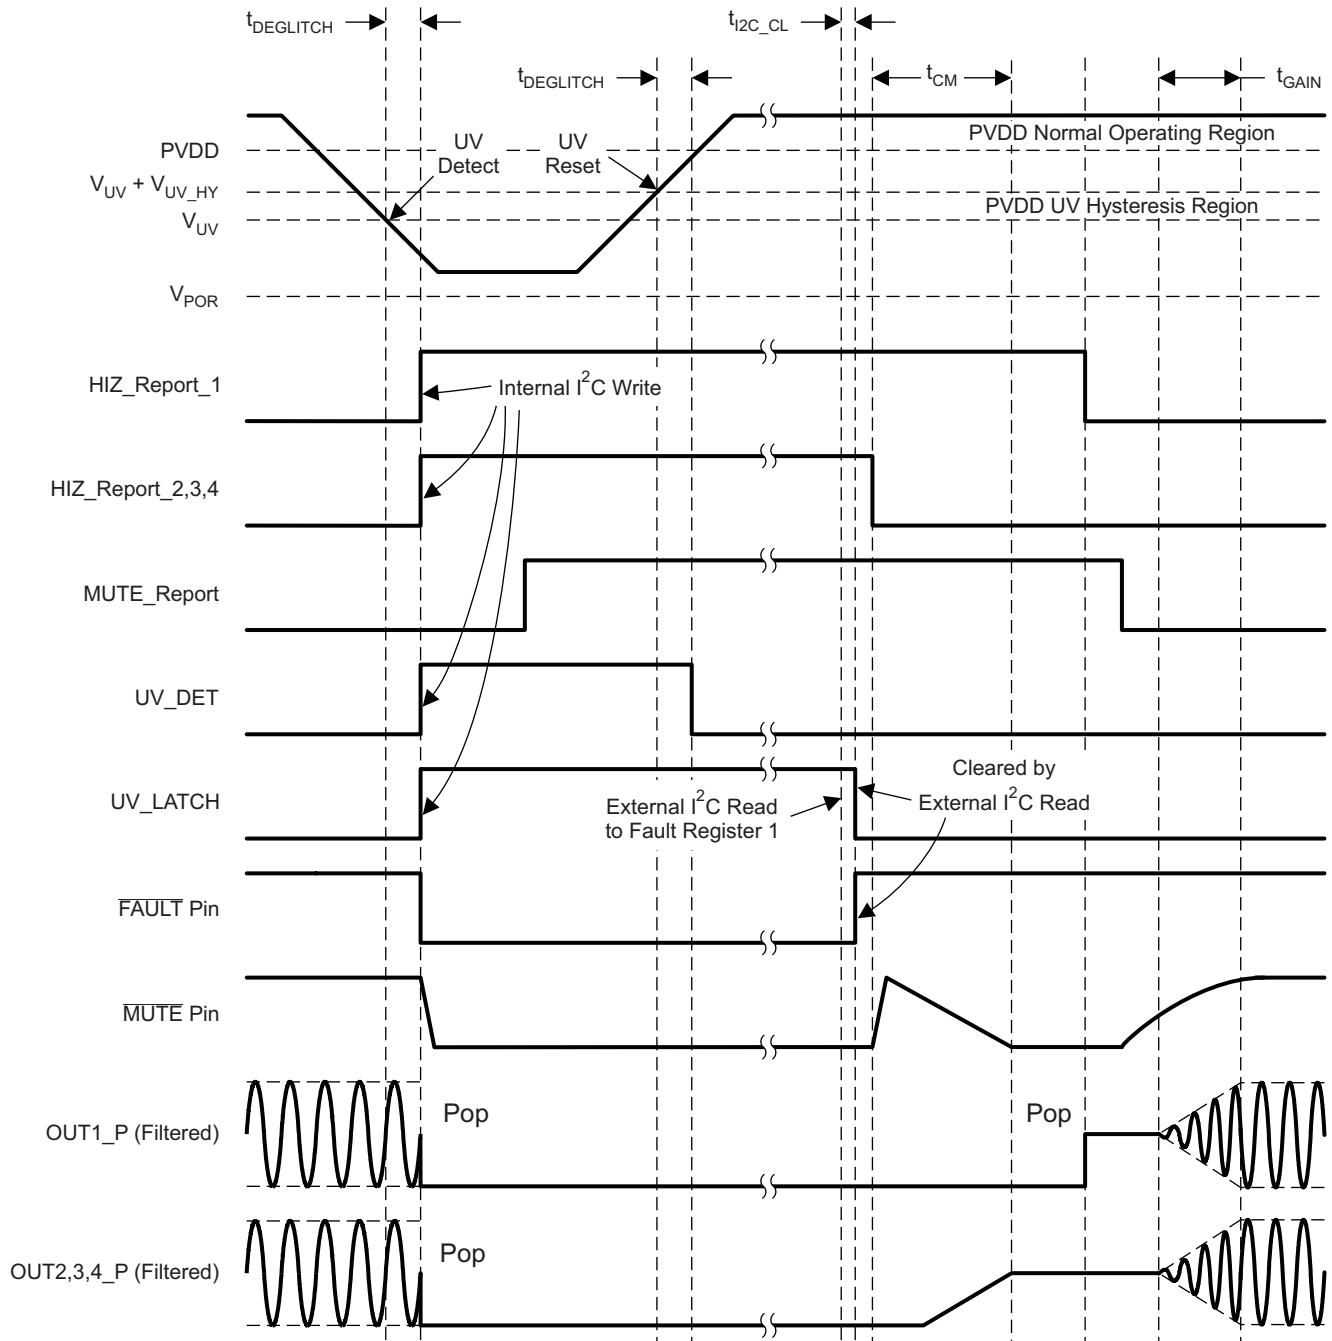 tDEGLITCH
tI2C_CL
tDEGLITCH
tCM
tGAIN
PVDD Normal Operating Region
PVDD
UV
Detect
UV
Reset
VUV + VUV_HY
PVDD UV Hysteresis Region
VUV
VPOR
HIZ_Report_1
Internal I2C Write
HIZ_Report_2,3,4
MUTE_Report
UV_DET
UV_LATCH
External I2C Read
to Fault Register 1
Cleared by
External I2C Read
FAULT Pin
MUTE Pin
OUT1_P (Filtered)
Pop
Pop
OUT2,3,4_P (Filtered)
Pop